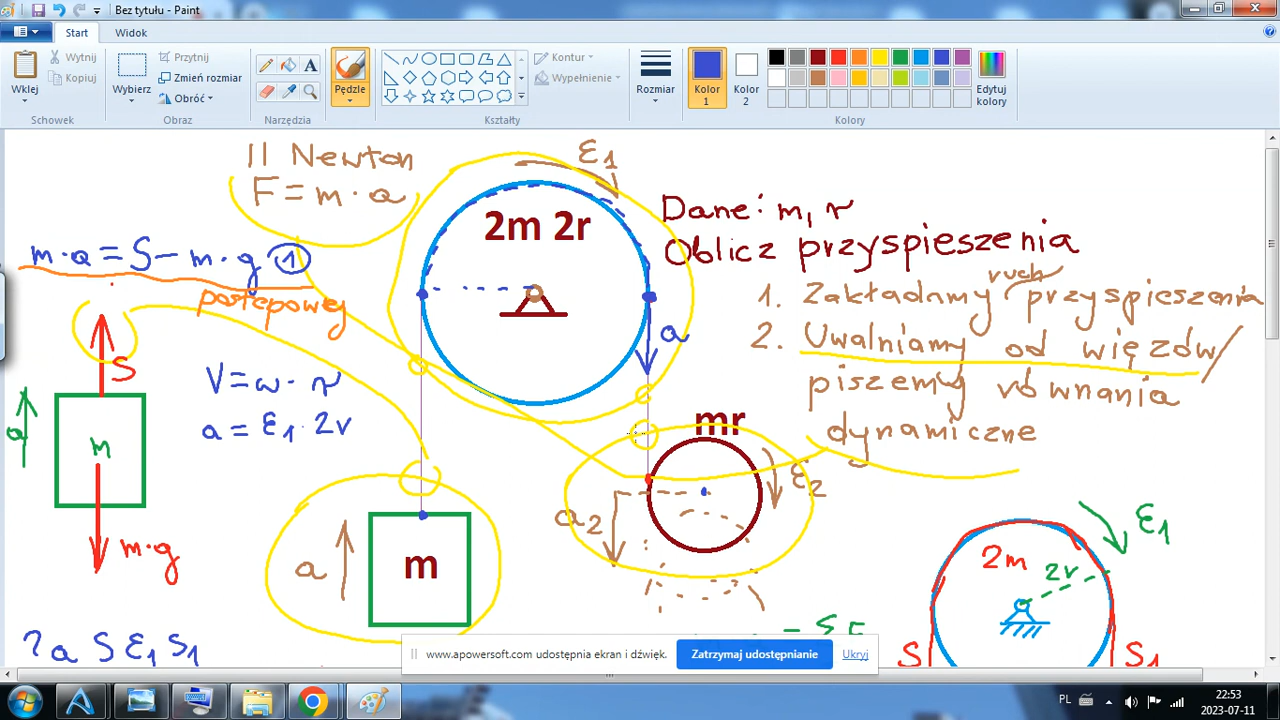 Bez tytułu - Paint
Start
Widok
Wklej
Wytnij
Kopiuj
Schowek
Wybierz
Przytnij
Zmień rozmiar
Obróć
Obraz
Narzędzia
Pędzle
Kształty
Kontur
Wypełnienie
Rozmiar
Kolor 1
Kolor 2
Edytuj kolory
Kolory
II Newton
F = m · a
ε1
2m 2r
Dane: m, r
Oblicz przyspieszenia
m·a = S - m·g 1
postępowej
ruch
1. Zakładamy przyspieszenia
2. Uwalniamy od więzów/
piszemy równania
dynamiczne
a
S
a
m
m·g
V = ω · r
a = ε1 · 2r
a
m
mr
ε2
a2
ε1
2m
2r
S
S1
? a S ε1 S1
www.apowersoft.com udostępnia ekran i dźwięk.
Zatrzymaj udostępnianie
Ukryj
PL
22:53
2023-07-11